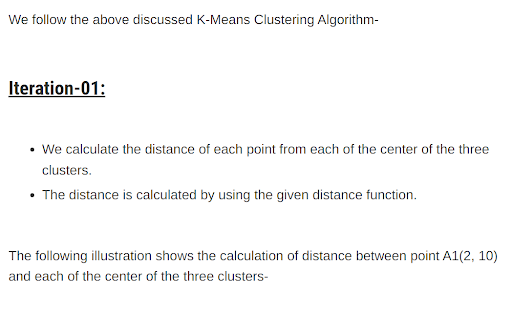 We follow the above discussed K-Means Clustering Algorithm-
Iteration-01:
• We calculate the distance of each point from each of the center of the three
clusters.
• The distance is calculated by using the given distance function.
The following illustration shows the calculation of distance between point A1(2, 10)
and each of the center of the three clusters-